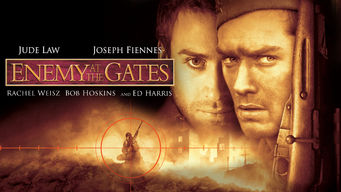 JUDE LAW JOSEPH FIENNES
ENEMY AT THE GATES
RACHEL WEISZ BOB HOSKINS AND ED HARRIS